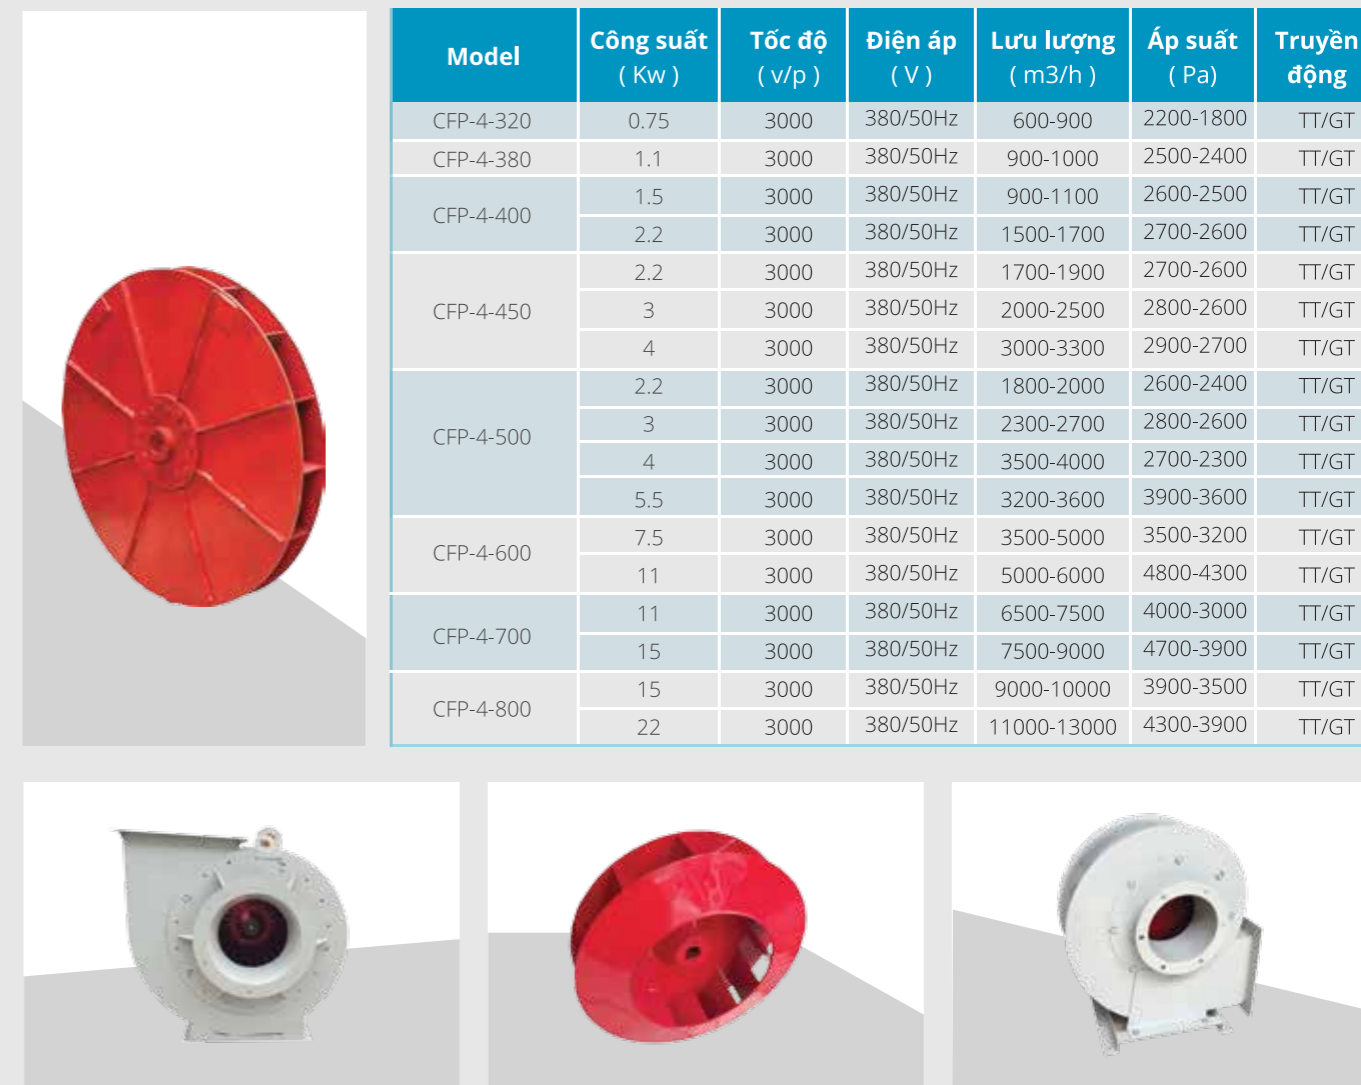 Model Công suất ( Kw ) Tốc độ ( v/p ) Điện áp ( V ) Lưu lượng ( m3/h ) Áp suất ( Pa) Truyền động
CFP-4-320 0.75 3000 380/50Hz 600-900 2200-1800 TT/GT
CFP-4-380 1.1 3000 380/50Hz 900-1000 2500-2400 TT/GT
CFP-4-400 1.5 3000 380/50Hz 900-1100 2600-2500 TT/GT
2.2 3000 380/50Hz 1500-1700 2700-2600 TT/GT
CFP-4-450 2.2 3000 380/50Hz 1700-1900 2700-2600 TT/GT
3 3000 380/50Hz 2000-2500 2800-2600 TT/GT
4 3000 380/50Hz 3000-3300 2900-2700 TT/GT
CFP-4-500 2.2 3000 380/50Hz 1800-2000 2600-2400 TT/GT
3 3000 380/50Hz 2300-2700 2800-2600 TT/GT
4 3000 380/50Hz 3500-4000 2700-2300 TT/GT
5.5 3000 380/50Hz 3200-3600 3900-3600 TT/GT
CFP-4-600 7.5 3000 380/50Hz 3500-5000 3500-3200 TT/GT
11 3000 380/50Hz 5000-6000 4800-4300 TT/GT
CFP-4-700 11 3000 380/50Hz 6500-7500 4000-3000 TT/GT
15 3000 380/50Hz 7500-9000 4700-3900 TT/GT
CFP-4-800 15 3000 380/50Hz 9000-10000 3900-3500 TT/GT
22 3000 380/50Hz 11000-13000 4300-3900 TT/GT